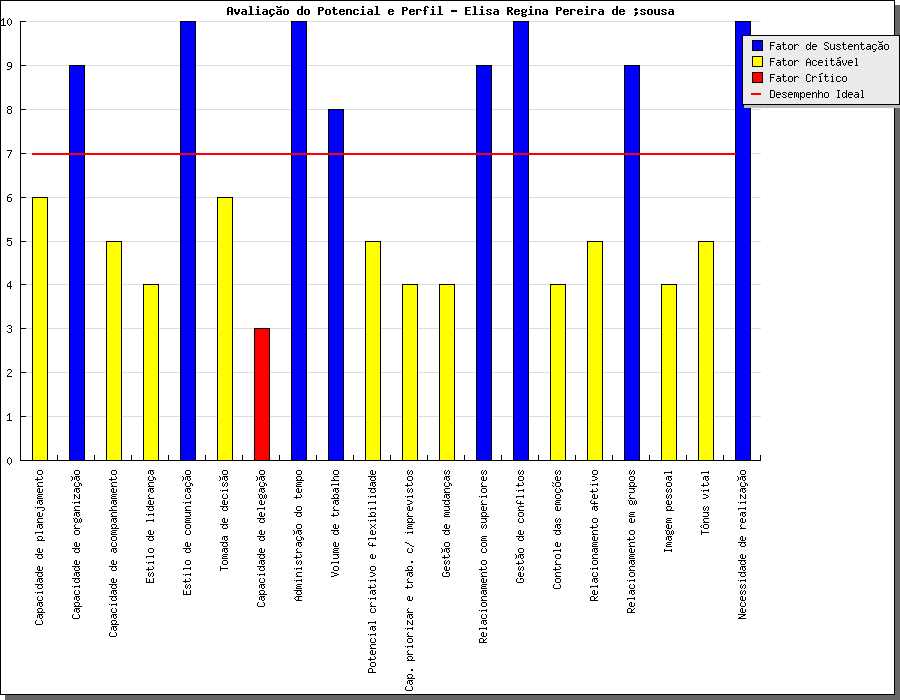 Avaliação do Potencial e Perfil - Elisa Regina Pereira de ;sousa
10
9
8
7
6
5
4
3
2
1
0
Fator de Sustentação
Fator Aceitável
Fator Crítico
Desempenho Ideal
Capacidade de planejamento
Capacidade de organização
Capacidade de acompanhamento
Estilo de liderança
Estilo de comunicação
Tomada de decisão
Capacidade de delegação
Administração do tempo
Volume de trabalho
Potencial criativo e flexibilidade
Cap. priorizar e trab. c/ imprevistos
Gestão de mudanças
Relacionamento com superiores
Gestão de conflitos
Controle das emoções
Relacionamento afetivo
Relacionamento em grupos
Imagem pessoal
Tônus vital
Necessidade de realização